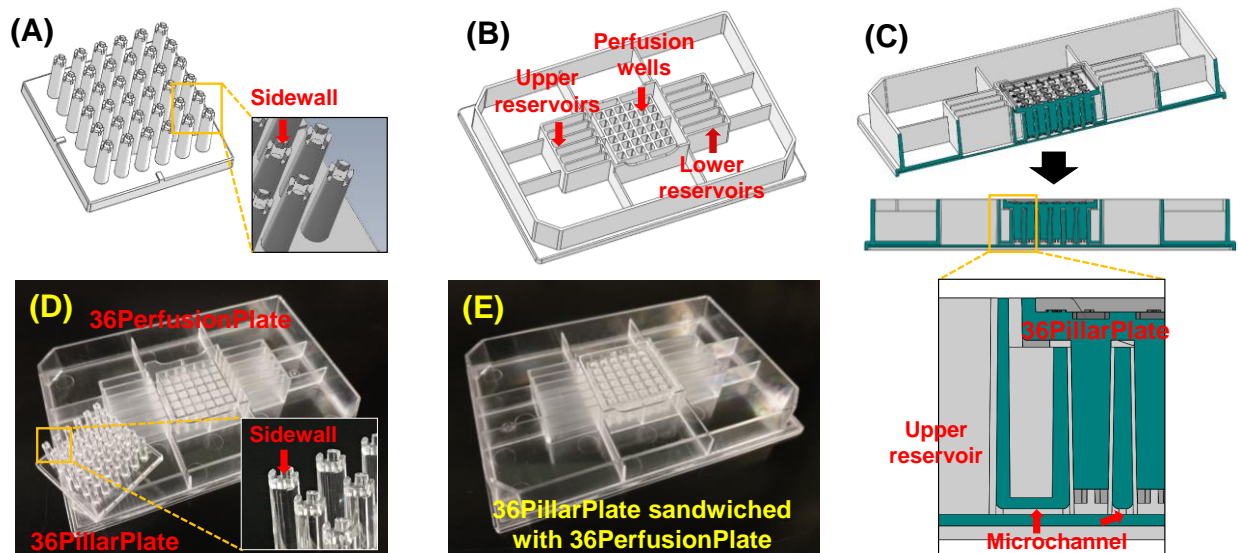 (A)
Sidewall
(B)
Upper
reservoirs
Perfusion
wells
Lower
reservoirs
(C)
(D)
36PerfusionPlate
Sidewall
36PillarPlate
(E)
36PillarPlate sandwiched
with 36PerfusionPlate
36PillarPlate
Upper
reservoir
Microchannel